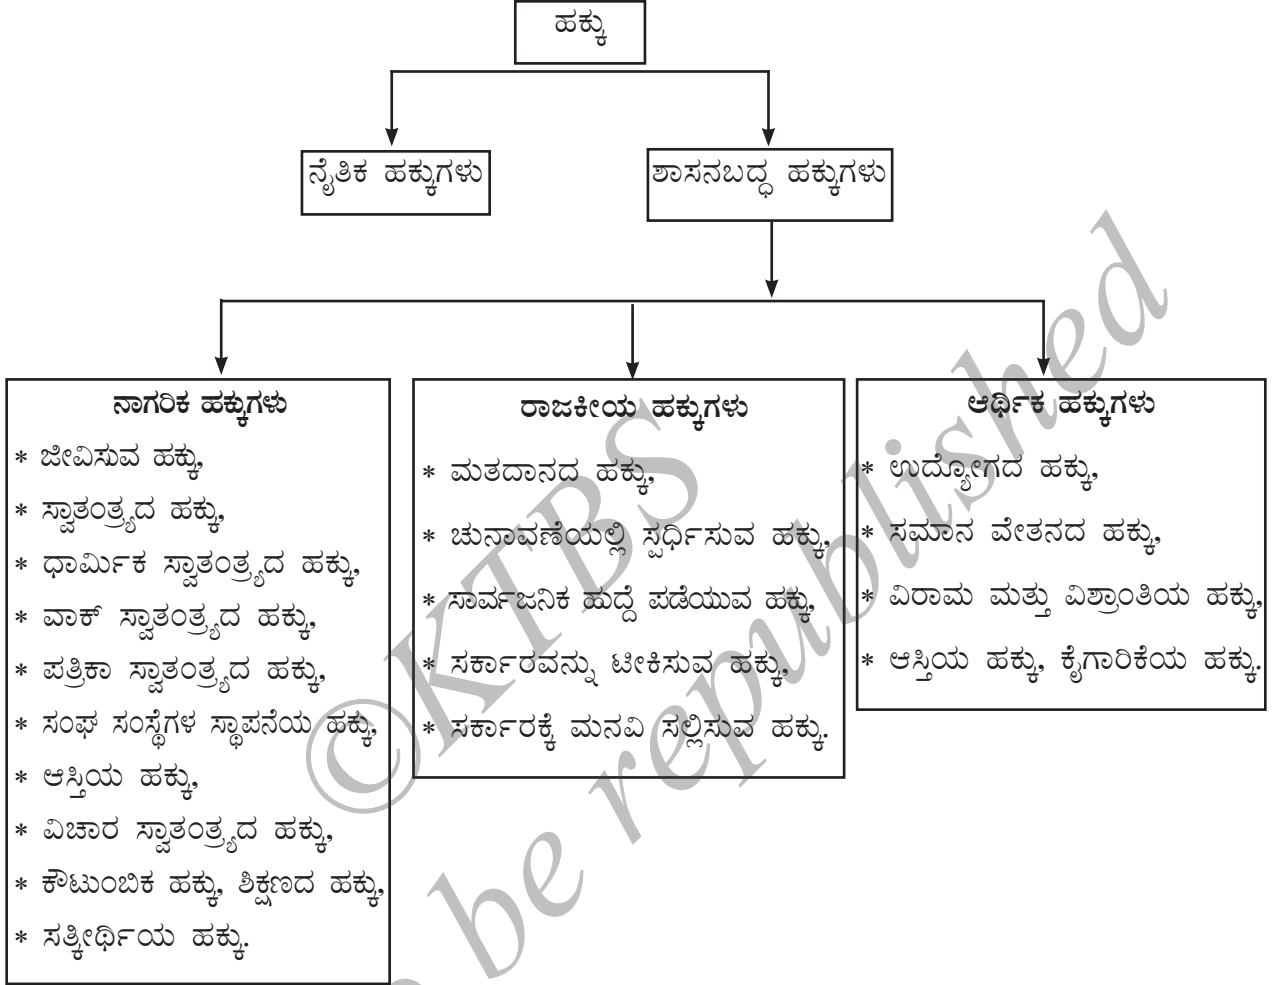 ಹಕ್ಕು
ನೈತಿಕ ಹಕ್ಕುಗಳು
ಶಾಸನಬದ್ಧ ಹಕ್ಕುಗಳು
ನಾಗರಿಕ ಹಕ್ಕುಗಳು
* ಜೀವಿಸುವ ಹಕ್ಕು,
* ಸ್ವಾತಂತ್ರ್ಯದ ಹಕ್ಕು,
* ಧಾರ್ಮಿಕ ಸ್ವಾತಂತ್ರ್ಯದ ಹಕ್ಕು,
* ವಾಕ್ ಸ್ವಾತಂತ್ರ್ಯದ ಹಕ್ಕು,
* ಪತ್ರಿಕಾ ಸ್ವಾತಂತ್ರ್ಯದ ಹಕ್ಕು,
* ಸಂಘ ಸಂಸ್ಥೆಗಳ ಸ್ಥಾಪನೆಯ ಹಕ್ಕು,
* ಆಸ್ತಿಯ ಹಕ್ಕು,
* ವಿಚಾರ ಸ್ವಾತಂತ್ರ್ಯದ ಹಕ್ಕು,
* ಕೌಟುಂಬಿಕ ಹಕ್ಕು, ಶಿಕ್ಷಣದ ಹಕ್ಕು,
* ಸತ್ಕೀರ್ಥಿಯ ಹಕ್ಕು.
ರಾಜಕೀಯ ಹಕ್ಕುಗಳು
* ಮತದಾನದ ಹಕ್ಕು,
* ಚುನಾವಣೆಯಲ್ಲಿ ಸ್ಪರ್ಧಿಸುವ ಹಕ್ಕು,
* ಸಾರ್ವಜನಿಕ ಹುದ್ದೆ ಪಡೆಯುವ ಹಕ್ಕು,
* ಸರ್ಕಾರವನ್ನು ಟೀಕಿಸುವ ಹಕ್ಕು,
* ಸರ್ಕಾರಕ್ಕೆ ಮನವಿ ಸಲ್ಲಿಸುವ ಹಕ್ಕು.
ಆರ್ಥಿಕ ಹಕ್ಕುಗಳು
* ಉದ್ಯೋಗದ ಹಕ್ಕು,
* ಸಮಾನ ವೇತನದ ಹಕ್ಕು,
* ವಿರಾಮ ಮತ್ತು ವಿಶ್ರಾಂತಿಯ ಹಕ್ಕು,
* ಆಸ್ತಿಯ ಹಕ್ಕು, ಕೈಗಾರಿಕೆಯ ಹಕ್ಕು.
©KTBS
be republished